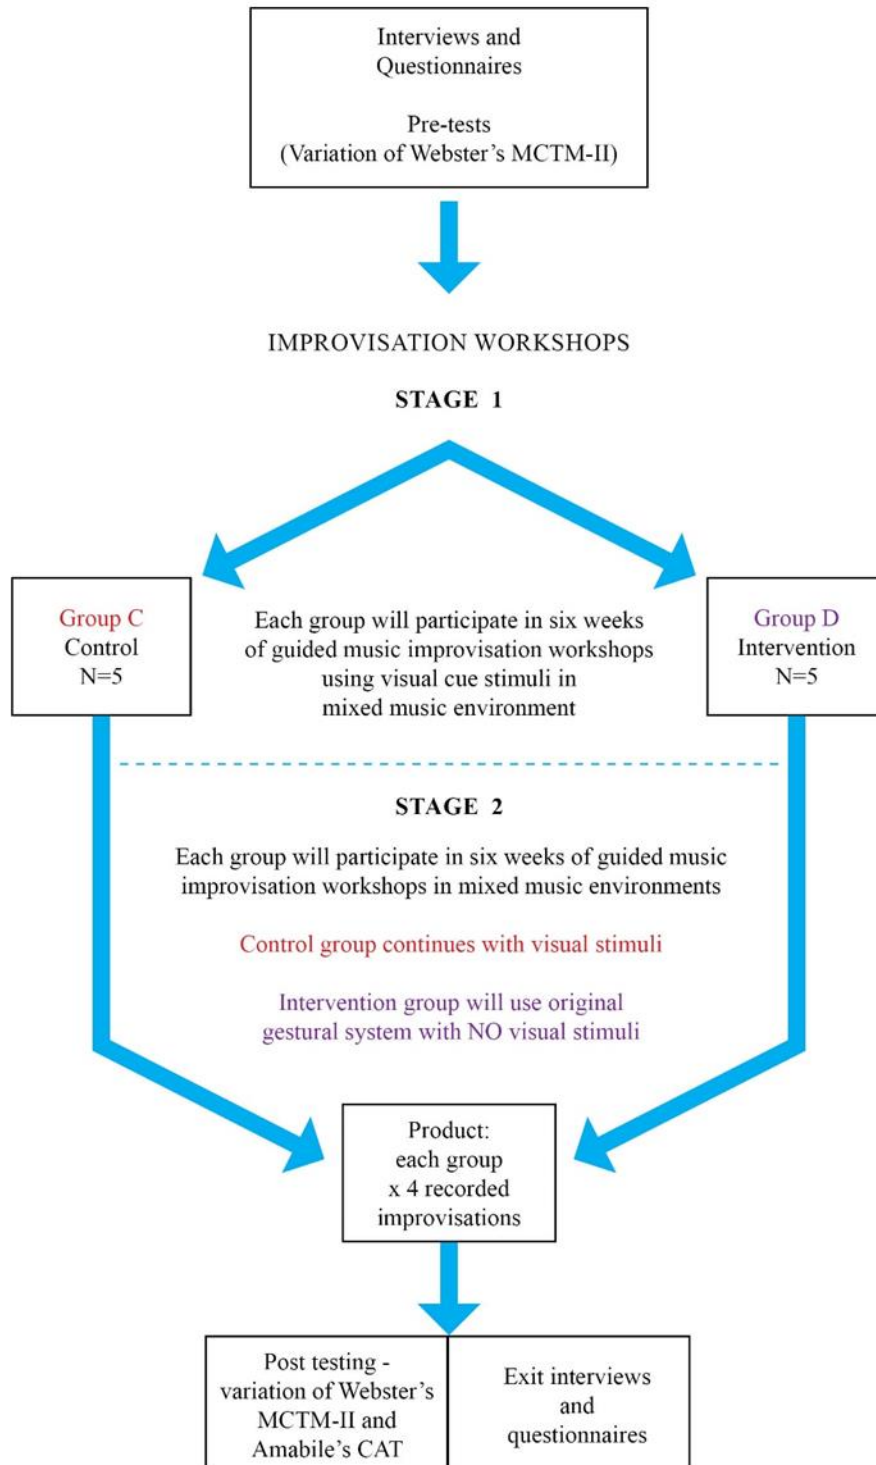 Interviews and
Questionnaires
Pre-tests
(Variation of Webster’s MCTM-II)
IMPROVISATION WORKSHOPS
STAGE 1
Group C
Control
N=5
Each group will participate in six weeks
of guided music improvisation workshops
using visual cue stimuli in
mixed music environment
Group D
Intervention
N=5
STAGE 2
Each group will participate in six weeks of guided music
improvisation workshops in mixed music environments
Control group continues with visual stimuli
Intervention group will use original
gestural system with NO visual stimuli
Product:
each group
x 4 recorded
improvisations
Post testing -
variation of Webster’s
MCTM-II and
Amabile’s CAT
Exit interviews
and
questionnaires